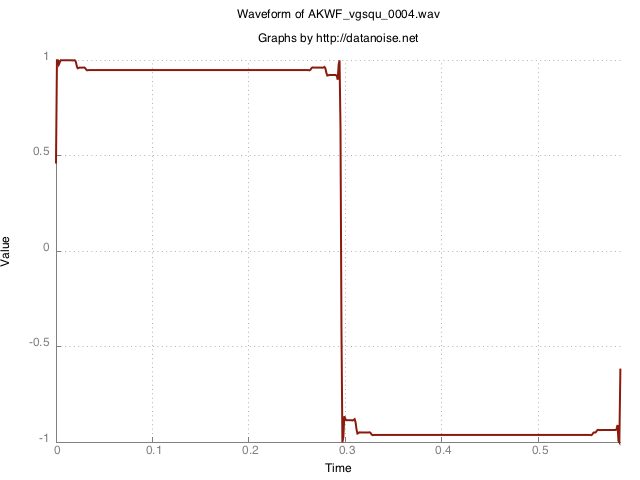 Waveform of AKWF_vgsqu_0004.wav
Graphs by http://datanoise.net
1
0.5
0
-0.5
-1
Value
0 0.1 0.2 0.3 0.4 0.5
Time